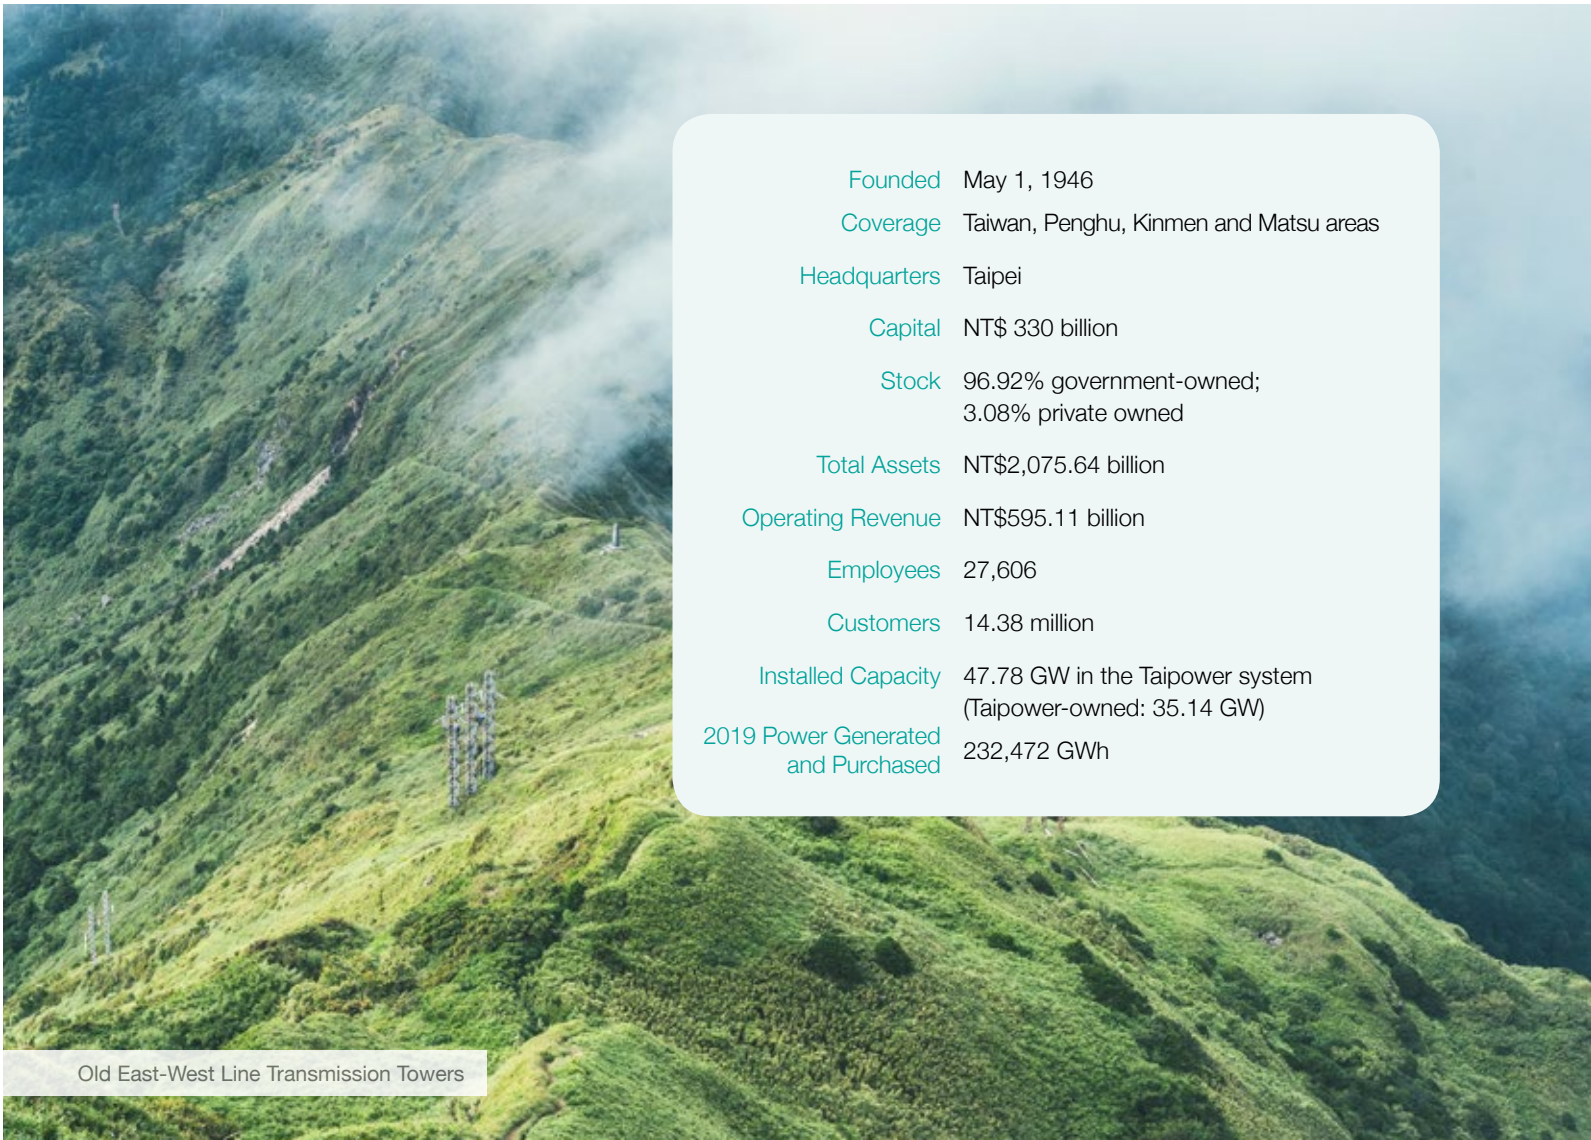 Founded May 1, 1946
Coverage Taiwan, Penghu, Kinmen and Matsu areas
Headquarters Taipei
Capital NT$ 330 billion
Stock 96.92% government-owned;
3.08% private owned
Total Assets NT$2,075.64 billion
Operating Revenue NT$595.11 billion
Employees 27,606
Customers 14.38 million
Installed Capacity 47.78 GW in the Taipower system
(Taipower-owned: 35.14 GW)
2019 Power Generated
and Purchased 232,472 GWh
Old East-West Line Transmission Towers